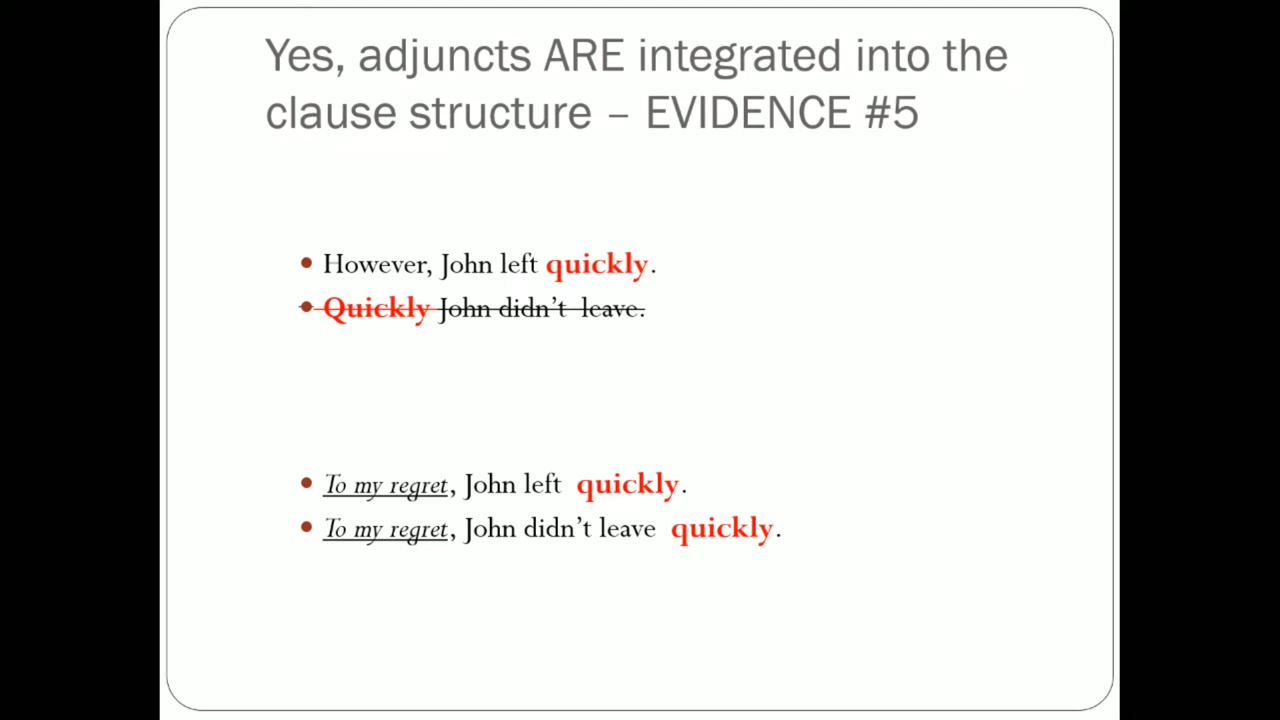 Yes, adjuncts ARE integrated into the
clause structure – EVIDENCE #5
• However, John left quickly.
• Quickly John didn’t leave.
• To my regret, John left quickly.
• To my regret, John didn’t leave quickly.